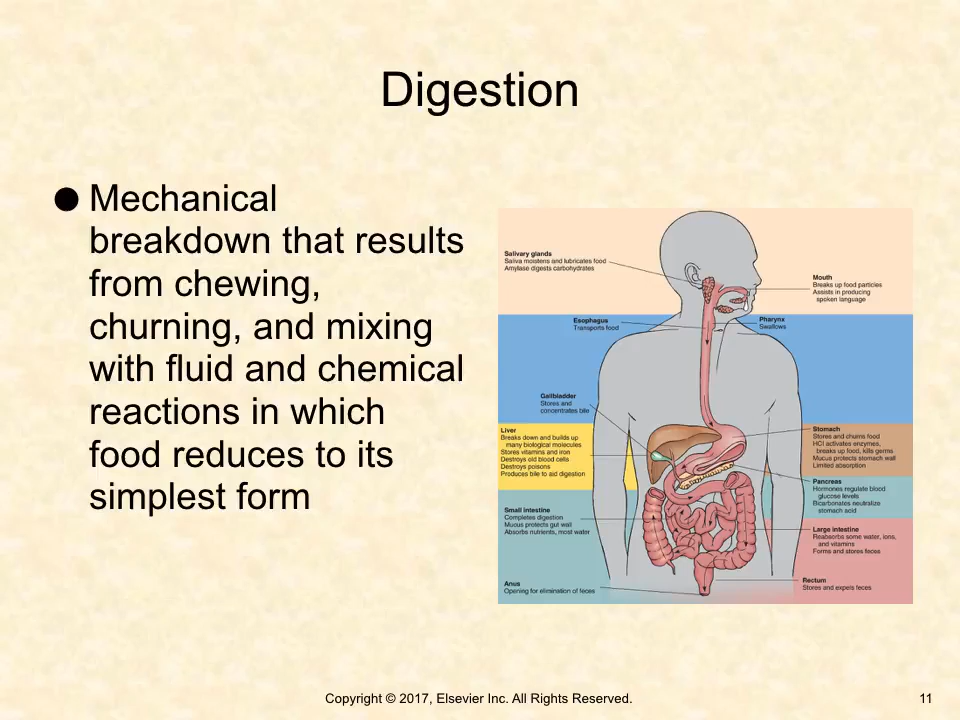 Digestion
● Mechanical
breakdown that results
from chewing,
churning, and mixing
with fluid and chemical
reactions in which
food reduces to its
simplest form
Salivary glands
Saliva moistens and lubricates food
Amylase digests carbohydrates
Mouth
Breaks up food particles
Assists in producing
spoken language
Esophagus
Transports food
Pharynx
Swallows
Gallbladder
Stores and
concentrates bile
Liver
Breaks down and builds up
many biological molecules
Stores vitamins and iron
Destroys old blood cells
Destroys poisons
Produces bile to aid digestion
Stomach
Stores and churns food
HCl activates enzymes,
breaks up food, kills germs
Mucus protects stomach wall
Limited absorption
Pancreas
Hormones regulate blood
glucose levels
Bicarbonates neutralize
stomach acid
Small intestine
Completes digestion
Mucus protects gut wall
Absorbs nutrients, most water
Large intestine
Reabsorbs some water, ions,
and vitamins
Forms and stores feces
Anus
Opening for elimination of feces
Rectum
Stores and expels feces
Copyright © 2017, Elsevier Inc. All Rights Reserved.
11